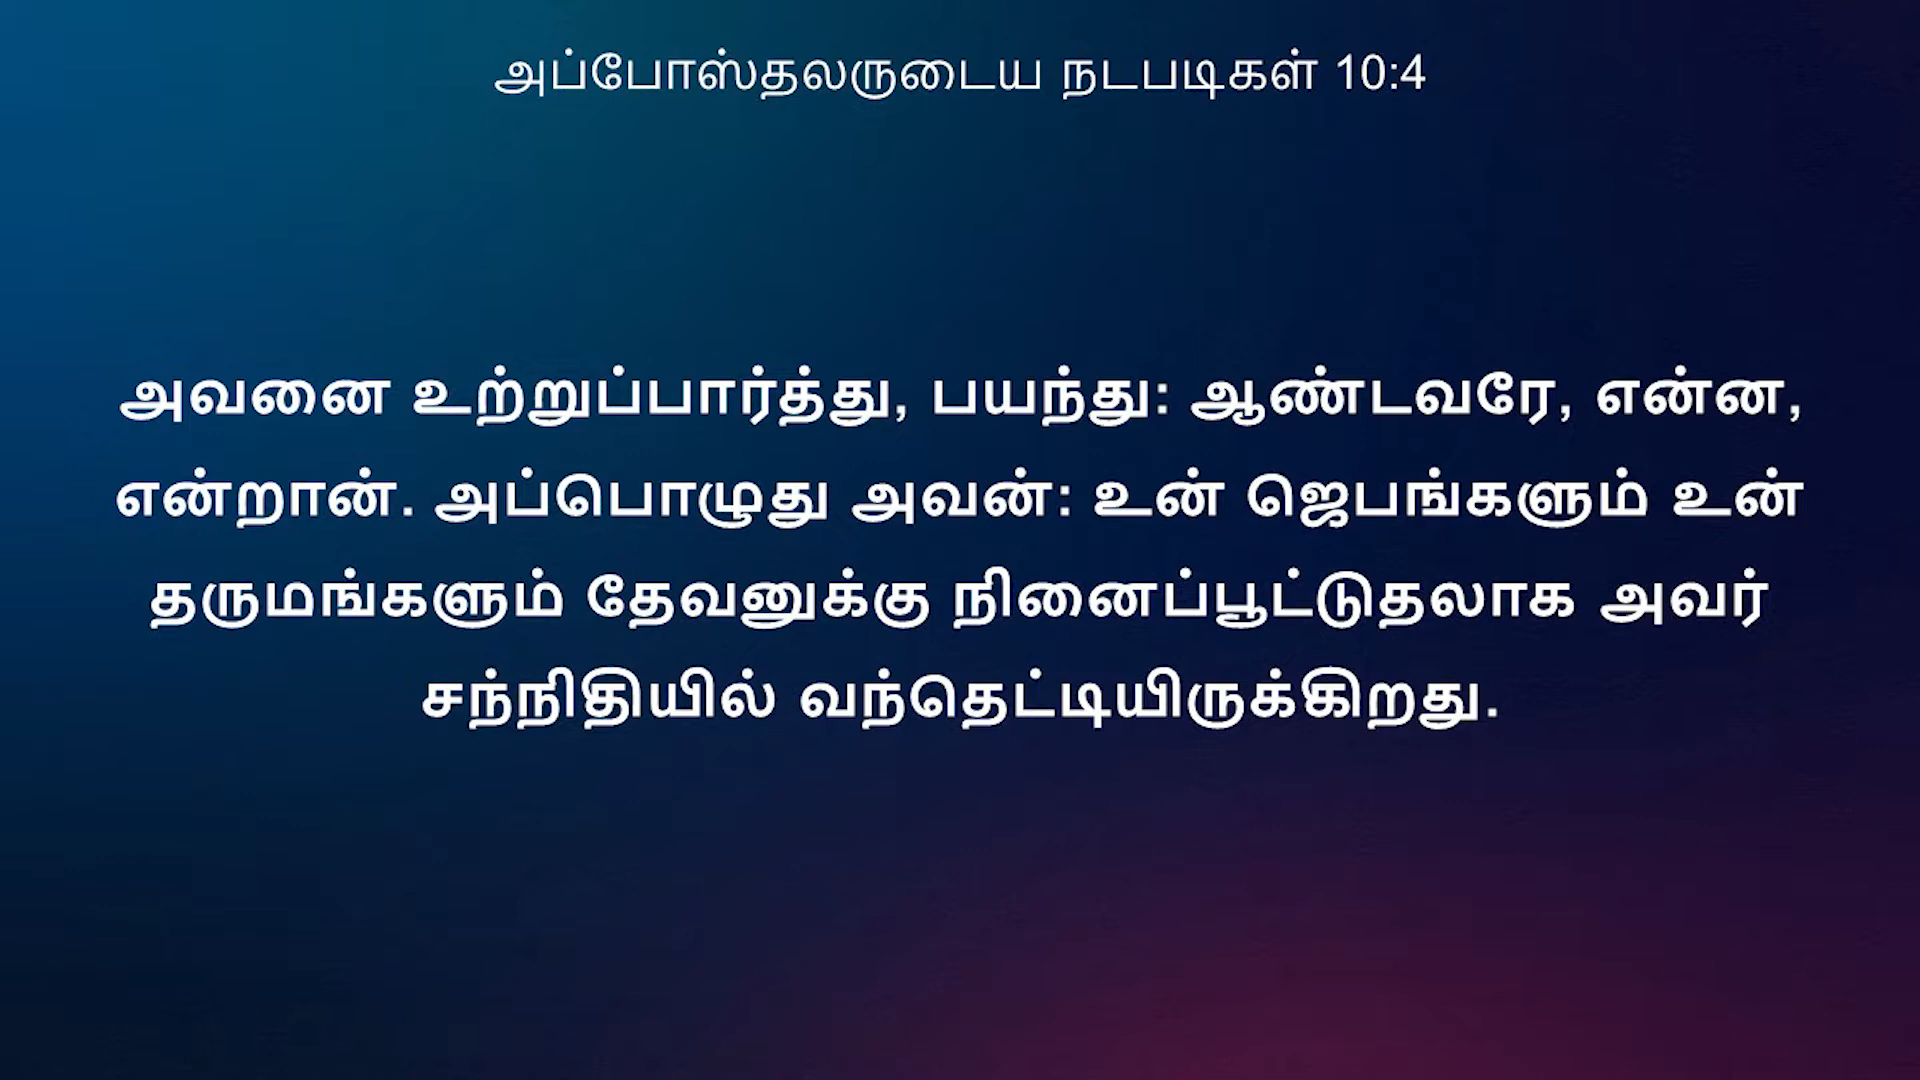 அப்போஸ்தலருடைய நடபடிகள் 10:4
அவனை உற்றுப்பார்த்து, பயந்து: ஆண்டவரே, என்ன,
என்றான். அப்பொழுது அவன்: உன் ஜெபங்களும் உன்
தருமங்களும் தேவனுக்கு நினைப்பூட்டுதலாக அவர்
சந்நிதியில் வந்தெட்டியிருக்கிறது.